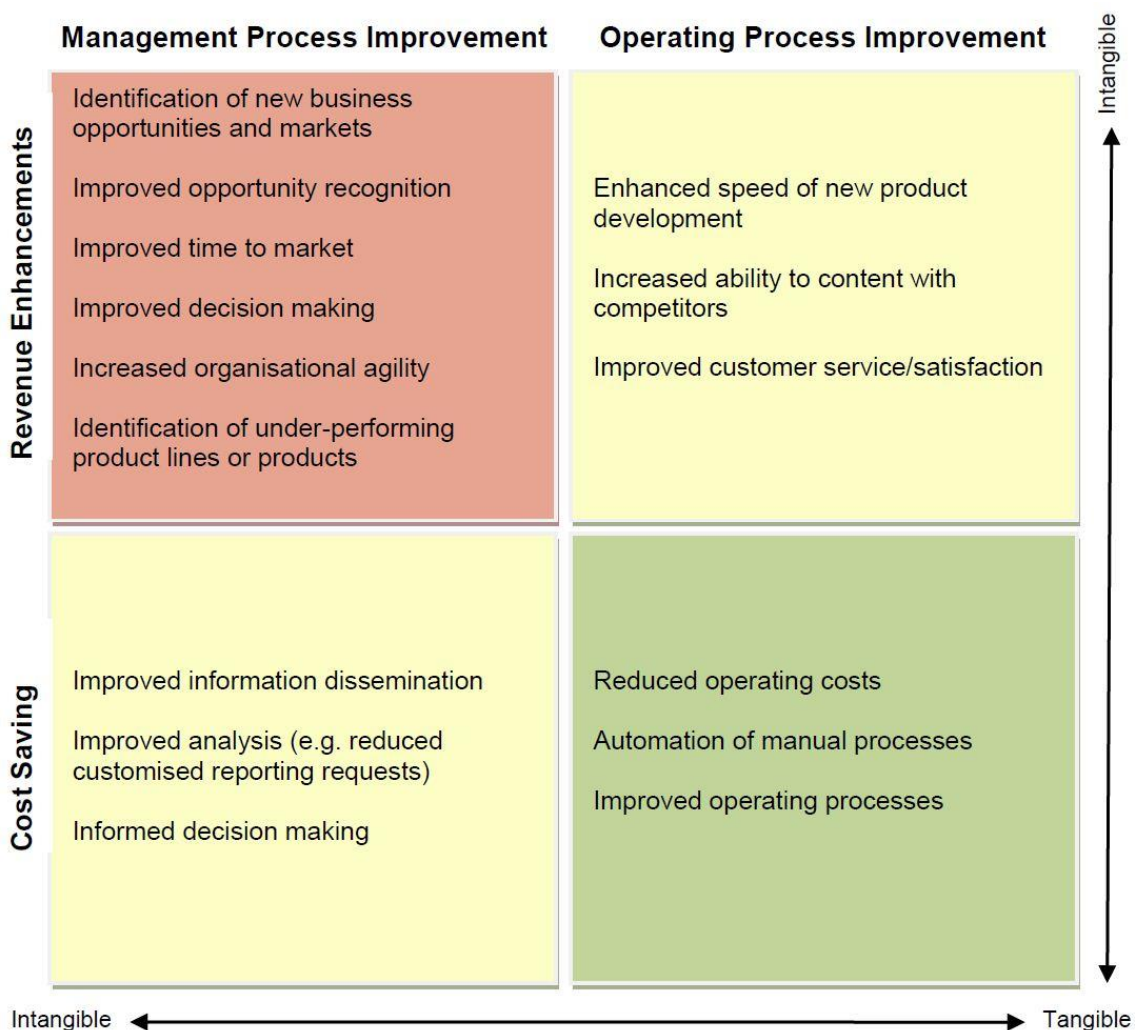 Management Process Improvement
Operating Process Improvement
Intangible
Revenue Enhancements
Identification of new business
opportunities and markets
Improved opportunity recognition
Improved time to market
Improved decision making
Increased organisational agility
Identification of under-performing
product lines or products
Enhanced speed of new product
development
Increased ability to content with
competitors
Improved customer service/satisfaction
Cost Saving
Improved information dissemination
Improved analysis (e.g. reduced
customised reporting requests)
Informed decision making
Reduced operating costs
Automation of manual processes
Improved operating processes
Intangible
Tangible